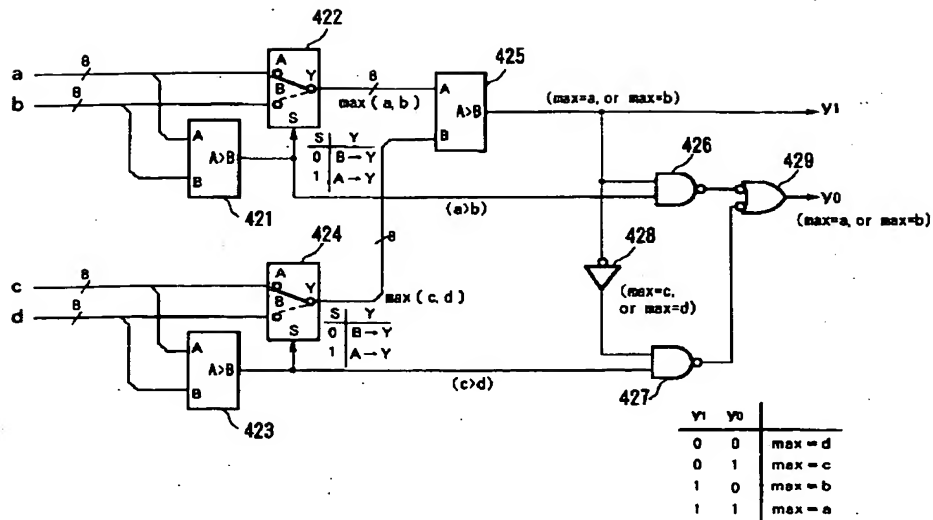 422
425
a 8 A Y 8 A A>B (max=a, or max=b) y1
b 8 B max (a, b) B
S
A A>B B
421
S Y
0 B→Y
1 A→Y
426
429
y0
(max=a, or max=b)
(a>b)
424
8
428
c 8 A Y
d 8 B max (c, d)
S
(max=c,
or max=d)
A A>B B
423
S Y
0 B→Y
1 A→Y
(c>d)
427
y1 y0
0 0 max = d
0 1 max = c
1 0 max = b
1 1 max = a